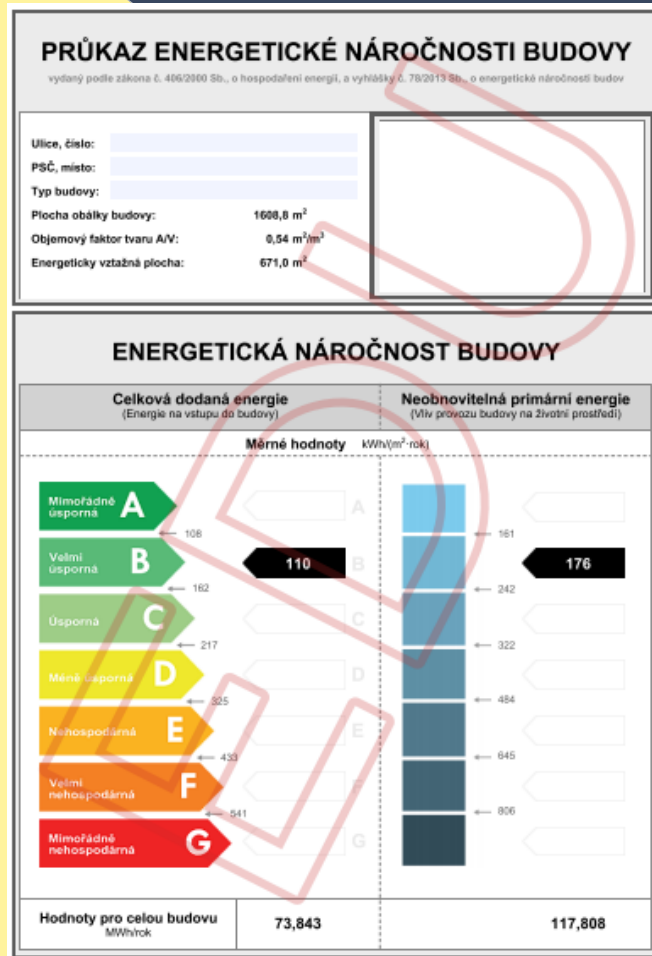 PRŮKAZ ENERGETICKÉ NÁROČNOSTI BUDOVY
vydaný podle zákona č. 406/2000 Sb., o hospodaření energií, a vyhlášky č. 78/2013 Sb., o energetické náročnosti budov
Ulice, číslo:
PSČ, místo:
Typ budovy:
Plocha obálky budovy: 1608,8 m²
Objemový faktor tvaru A/V: 0,54 m²/m³
Energeticky vztažná plocha: 671,0 m²
ENERGETICKÁ NÁROČNOST BUDOVY
Celková dodaná energie
(Energie na vstupu do budovy)
Neobnovitelná primární energie
(Vliv provozu budovy na životní prostředí)
Měrné hodnoty kWh/(m²·rok)
Mimořádně úsporná A A
108 161
Velmi úsporná B 110 B 176
162 242
Úsporná C C
217 322
Méně úsporná D D
325 484
Nehospodárná E E
433 645
Velmi nehospodárná F F
541 806
Mimořádně nehospodárná G G
Hodnoty pro celou budovu
MWh/rok
73,843 117,808
EDU